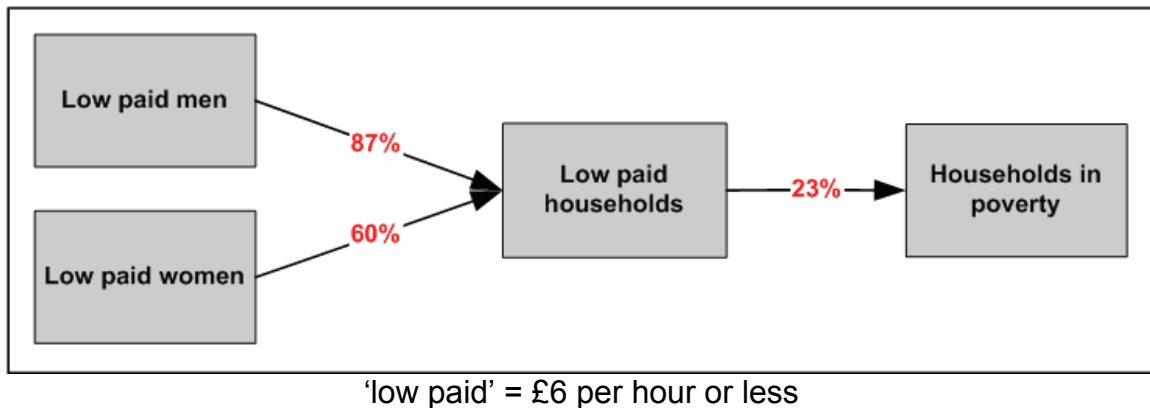 Low paid men
87%
Low paid
households
23%
Households in
poverty
60%
Low paid women
‘low paid’ = £6 per hour or less